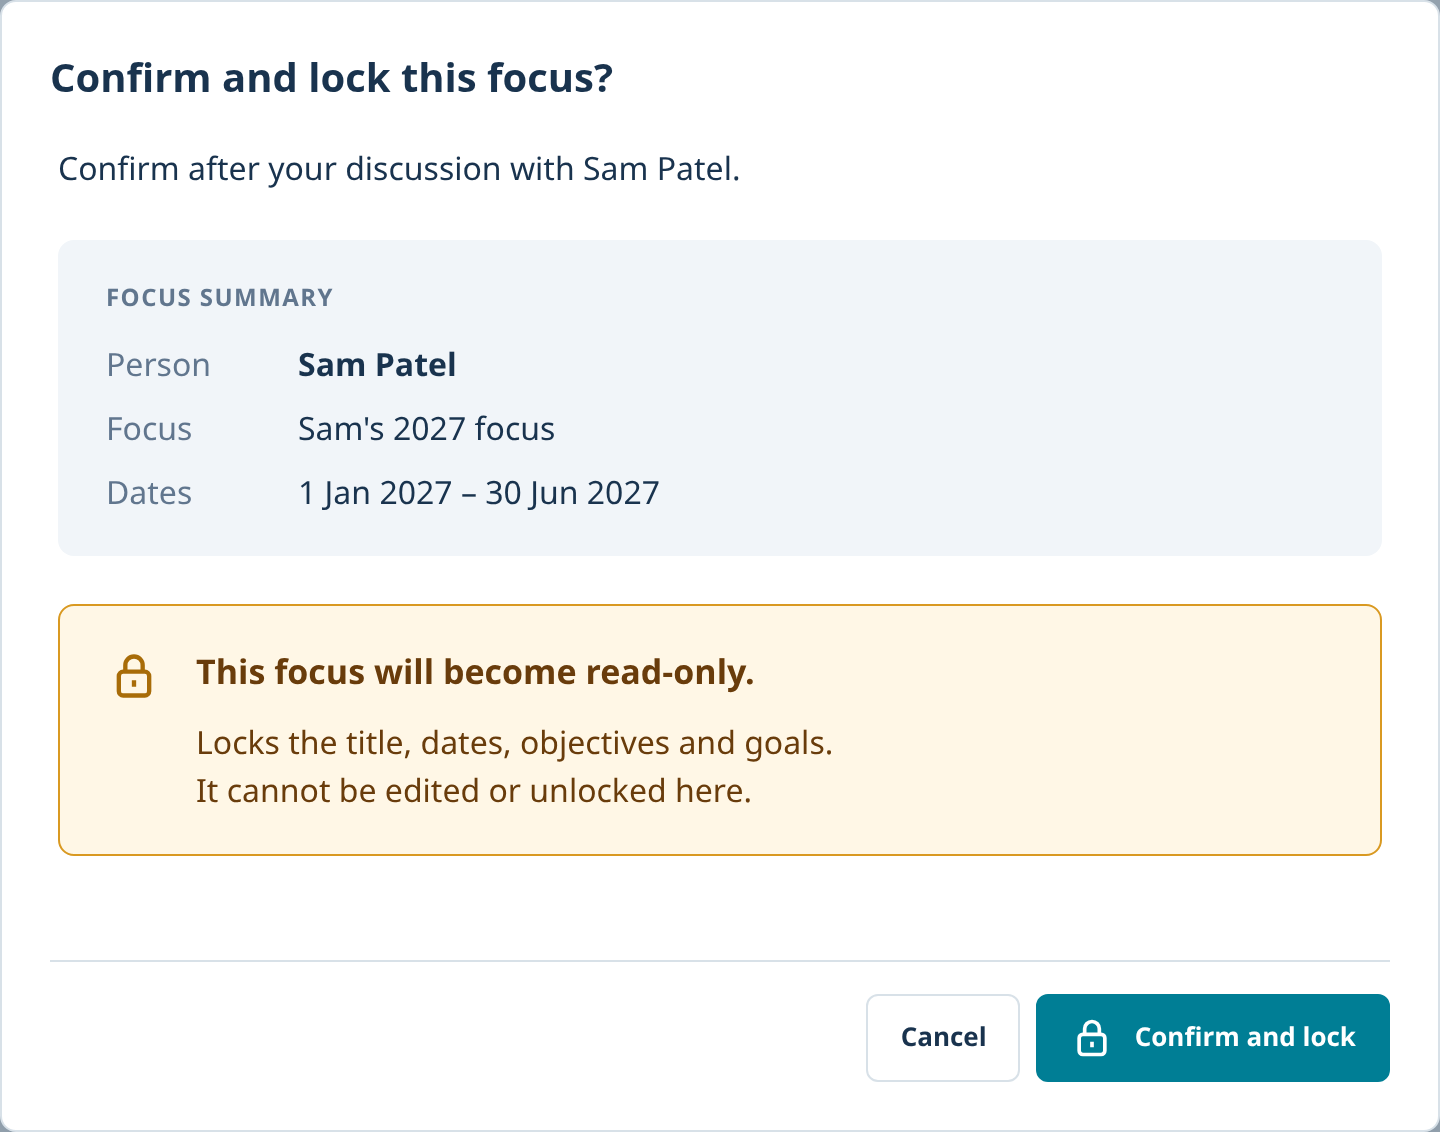 Confirm and lock this focus?
Confirm after your discussion with Sam Patel.
FOCUS SUMMARY
Person Sam Patel
Focus Sam's 2027 focus
Dates 1 Jan 2027 – 30 Jun 2027
This focus will become read-only.
Locks the title, dates, objectives and goals.
It cannot be edited or unlocked here.
Cancel Confirm and lock